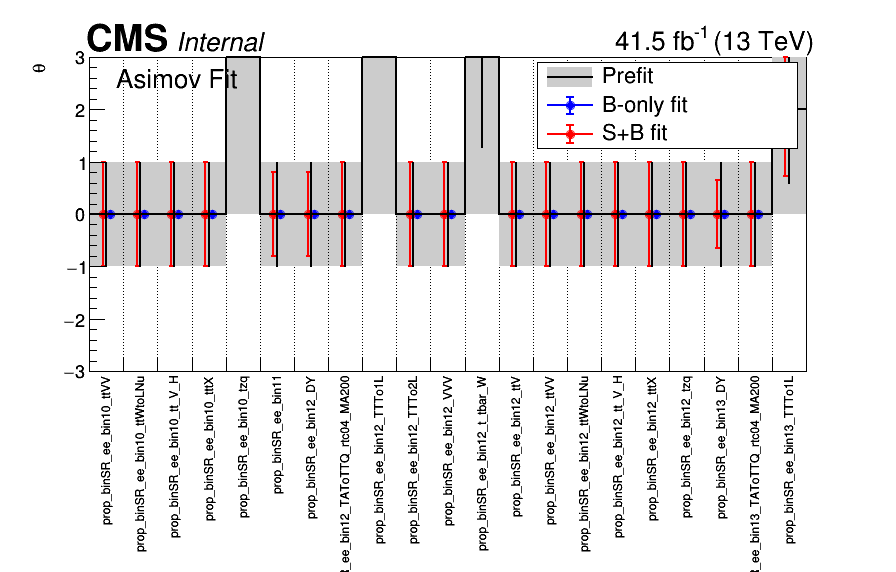 CMS Internal
41.5 fb-1 (13 TeV)
θ
Asimov Fit
Prefit
B-only fit
S+B fit
3
2
1
0
−1
−2
−3
prop_binSR_ee_bin10_ttVV
prop_binSR_ee_bin10_ttWtoLNu
prop_binSR_ee_bin10_tt_V_H
prop_binSR_ee_bin10_tttX
prop_binSR_ee_bin10_tzq
prop_binSR_ee_bin11
prop_binSR_ee_bin12_DY
t_ee_bin12_TAToTTQ_rtc04_MA200
prop_binSR_ee_bin12_TTTo1L
prop_binSR_ee_bin12_TTTo2L
prop_binSR_ee_bin12_VVV
prop_binSR_ee_bin12_t_tbar_W
prop_binSR_ee_bin12_ttV
prop_binSR_ee_bin12_ttVV
prop_binSR_ee_bin12_ttWtoLNu
prop_binSR_ee_bin12_tt_V_H
prop_binSR_ee_bin12_tttX
prop_binSR_ee_bin12_tzq
prop_binSR_ee_bin13_DY
t_ee_bin13_TAToTTQ_rtc04_MA200
prop_binSR_ee_bin13_TTTo1L